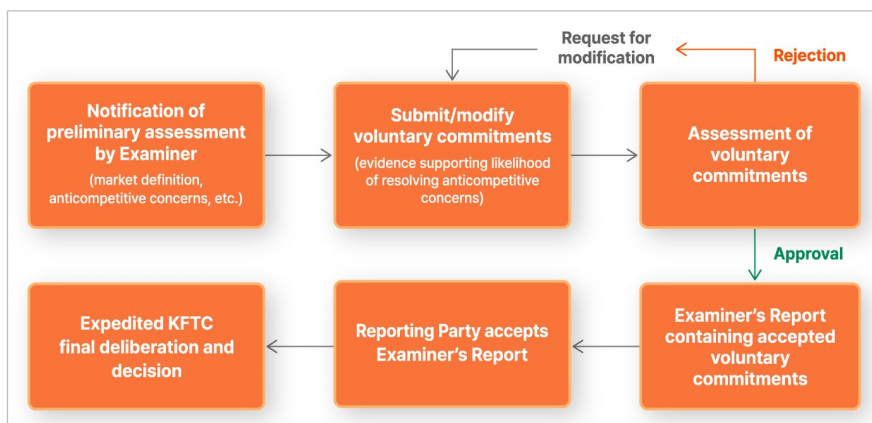 Request for
modification
Rejection
Notification of
preliminary assessment
by Examiner
(market definition,
anticompetitive concerns, etc.)
Submit/modify
voluntary commitments
(evidence supporting likelihood
of resolving anticompetitive
concerns)
Assessment of
voluntary
commitments
Approval
Expedited KFTC
final deliberation and
decision
Reporting Party accepts
Examiner’s Report
Examiner’s Report
containing accepted
voluntary
commitments